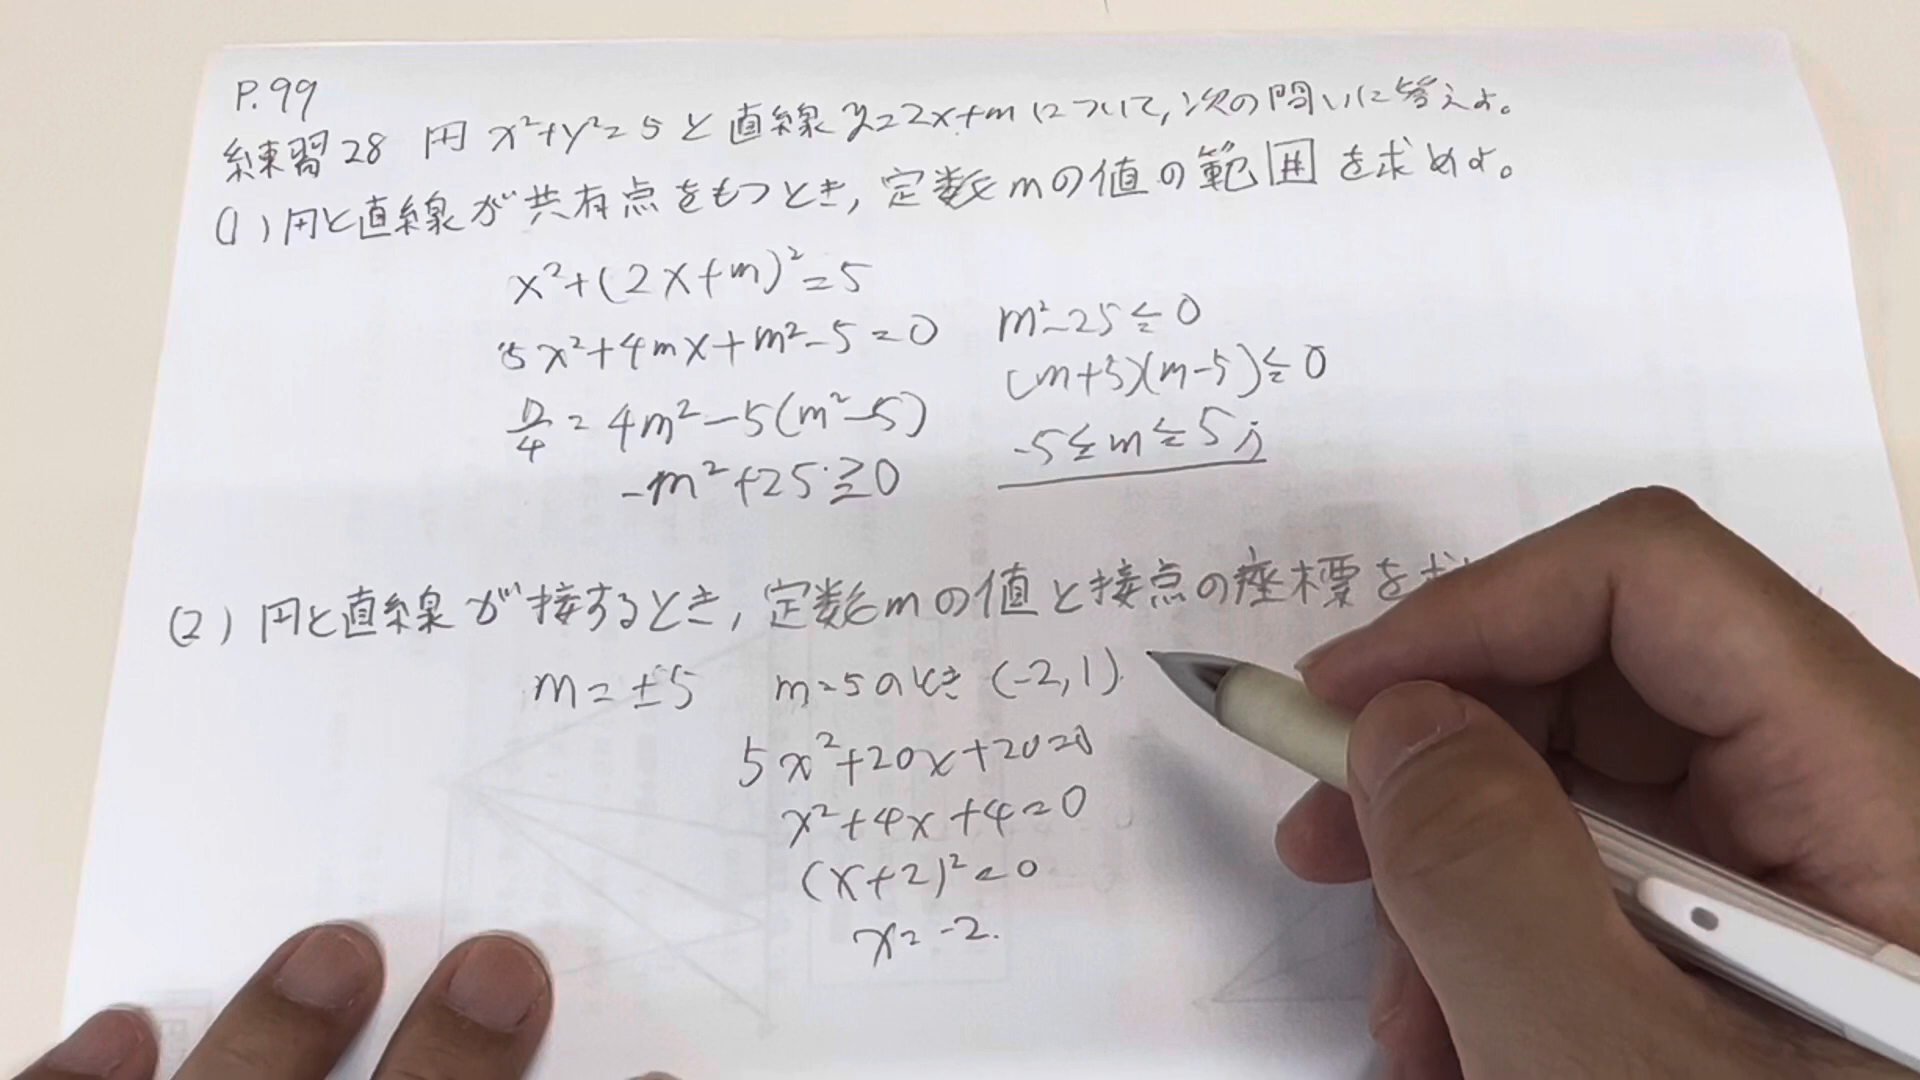 P.99
練習28 円 x²+y²=5 と直線 y=2x+m について, 次の問いに答えよ。
(1) 円と直線が共有点をもつとき, 定数mの値の範囲を求めよ。
x²+(2x+m)²=5
5x²+4mx+m²-5=0
D/4=4m²-5(m²-5)
-m²+25≧0
m²-25≦0
(m+5)(m-5)≦0
-5≦m≦5
(2) 円と直線が接するとき, 定数mの値と接点の座標を
m=±5 m=5のとき (-2,1)
5x²+20x+20=0
x²+4x+4=0
(x+2)²=0
x=-2.